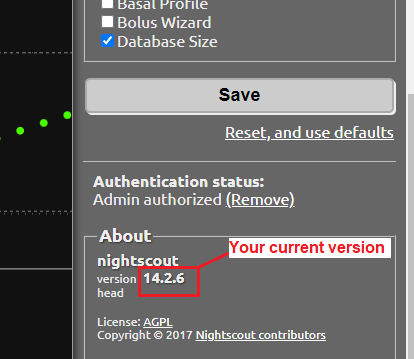 Basal Profile
Bolus Wizard
Database Size
Save
Reset, and use defaults
Authentication status:
Admin authorized (Remove)
About
Your current version
nightscout
version 14.2.6
head
License: AGPL
Copyright © 2017 Nightscout contributors